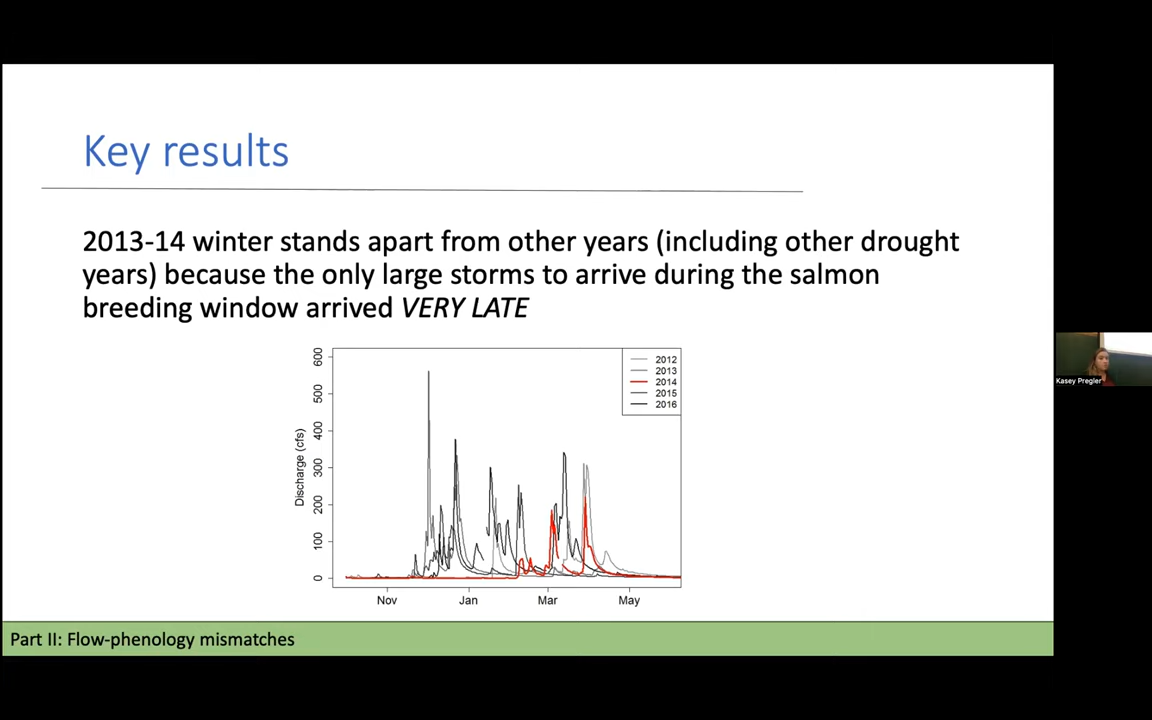 Key results
2013-14 winter stands apart from other years (including other drought
years) because the only large storms to arrive during the salmon
breeding window arrived VERY LATE
600
500
400
300
200
100
0
Discharge (cfs)
2012
2013
2014
2015
2016
Nov Jan Mar May
Kasey Pregler
Part II: Flow-phenology mismatches